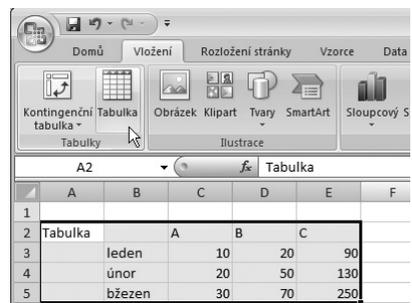 Domů Vložení Rozložení stránky Vzorce Data
Kontingenční tabulka Tabulka Obrázek Klipart Tvary SmartArt Sloupcový S
Tabulky Ilustrace
A2 fx Tabulka
A B C D E F
1
2 Tabulka A B C
3 leden 10 20 90
4 únor 20 50 130
5 březen 30 70 250